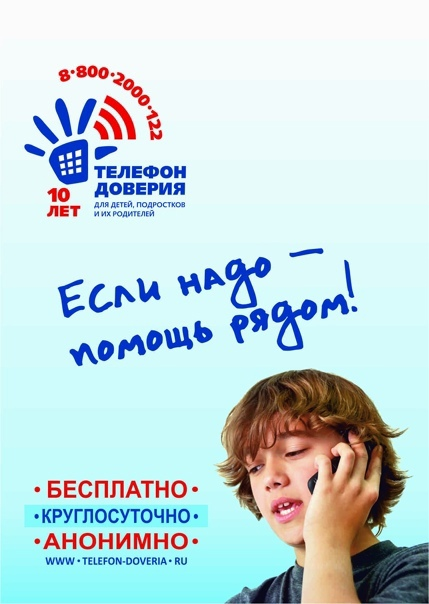 8·800·2000·122
ТЕЛЕФОН
ДОВЕРИЯ
ДЛЯ ДЕТЕЙ, ПОДРОСТКОВ
И ИХ РОДИТЕЛЕЙ
10
ЛЕТ
Если надо –
помощь рядом!
• БЕСПЛАТНО •
• КРУГЛОСУТОЧНО •
• АНОНИМНО •
WWW • TELEFON-DOVERIA • RU